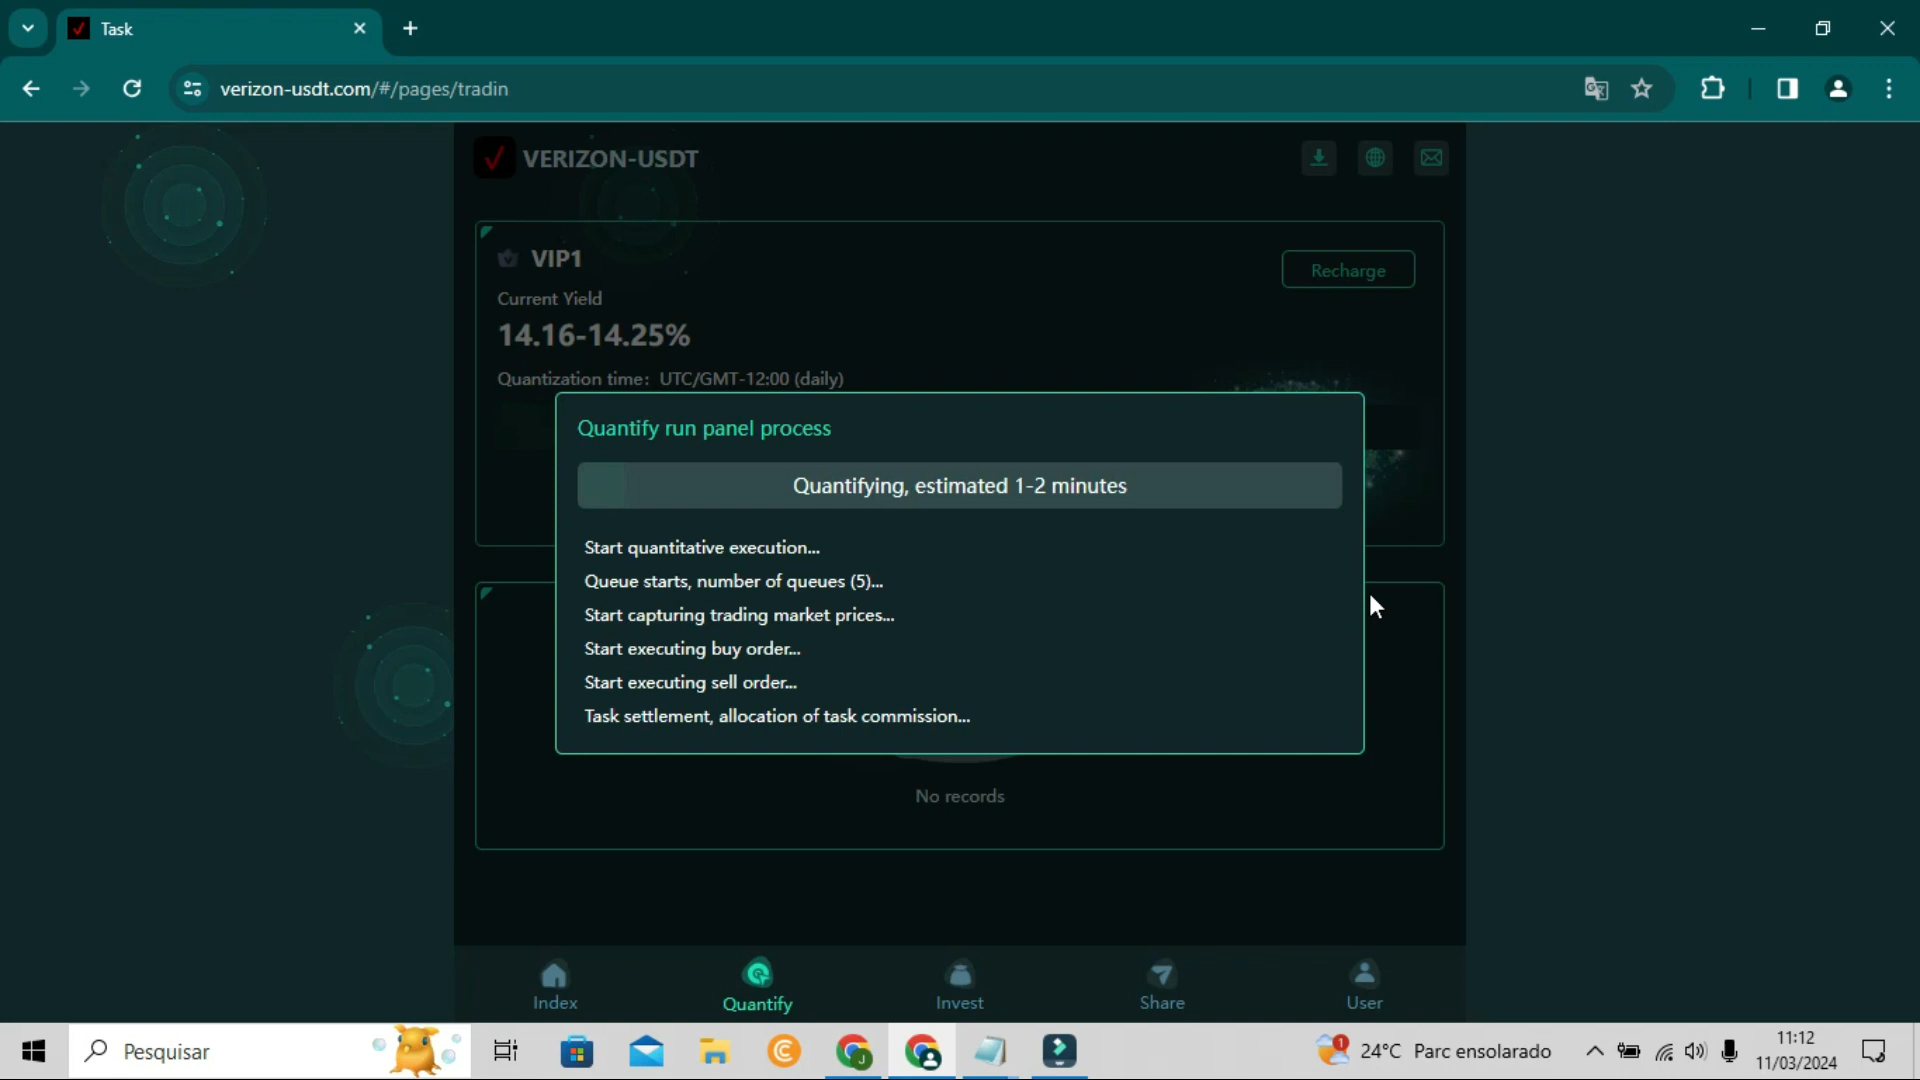 Task
verizon-usdt.com/#/pages/tradin
VERIZON-USDT
VIP1
Recharge
Current Yield
14.16-14.25%
Quantization time: UTC/GMT-12:00 (daily)
Quantify run panel process
Quantifying, estimated 1-2 minutes
Start quantitative execution...
Queue starts, number of queues (5)...
Start capturing trading market prices...
Start executing buy order...
Start executing sell order...
Task settlement, allocation of task commission...
No records
Index
Quantify
Invest
Share
User
Pesquisar
1
24°C Parc ensolarado
11:12
11/03/2024